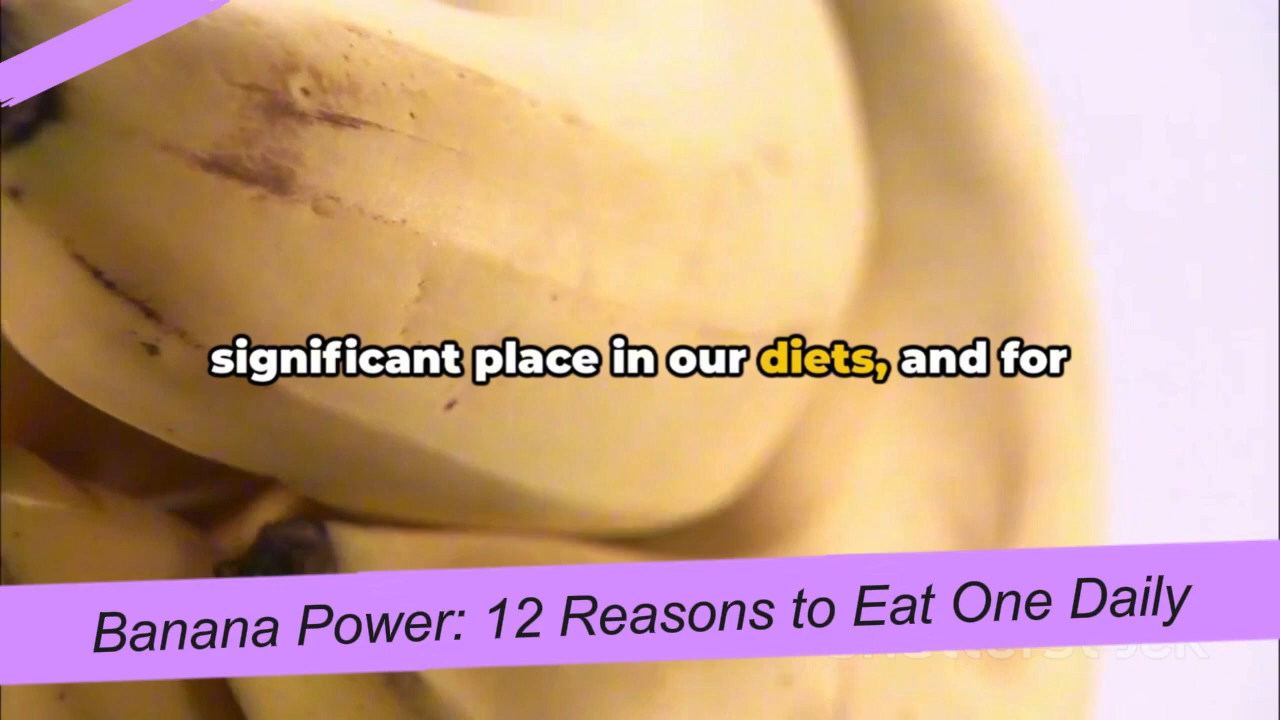 significant place in our diets, and for
Banana Power: 12 Reasons to Eat One Daily